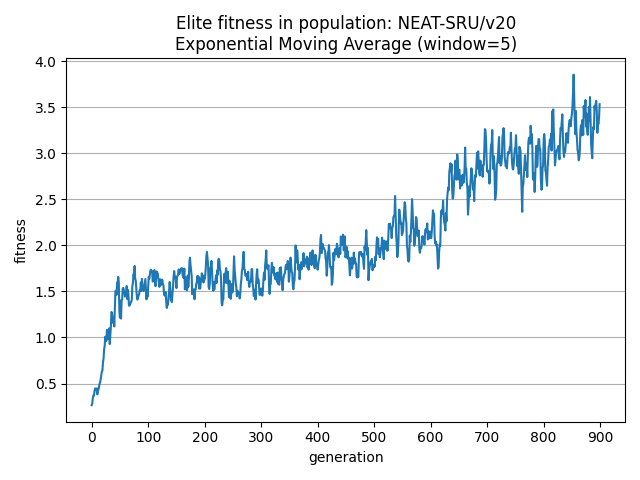 Elite fitness in population: NEAT-SRU/v20
Exponential Moving Average (window=5)
4.0
3.5
3.0
2.5
2.0
1.5
1.0
0.5
fitness
0 100 200 300 400 500 600 700 800 900
generation